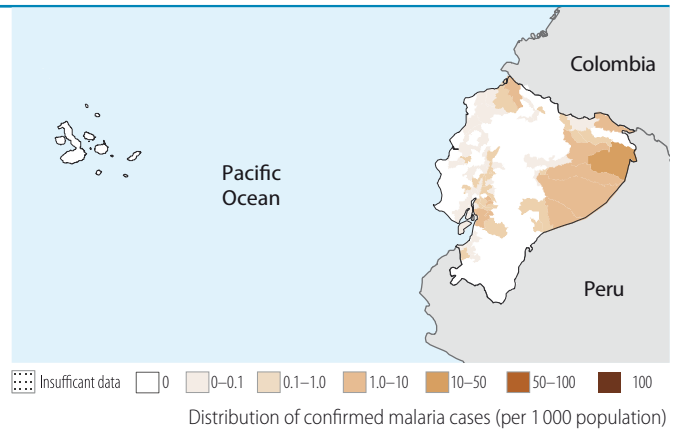 Colombia
Pacific
Ocean
Peru
Insufficant data 0 0–0.1 0.1–1.0 1.0–10 10–50 50–100 100
Distribution of confirmed malaria cases (per 1 000 population)